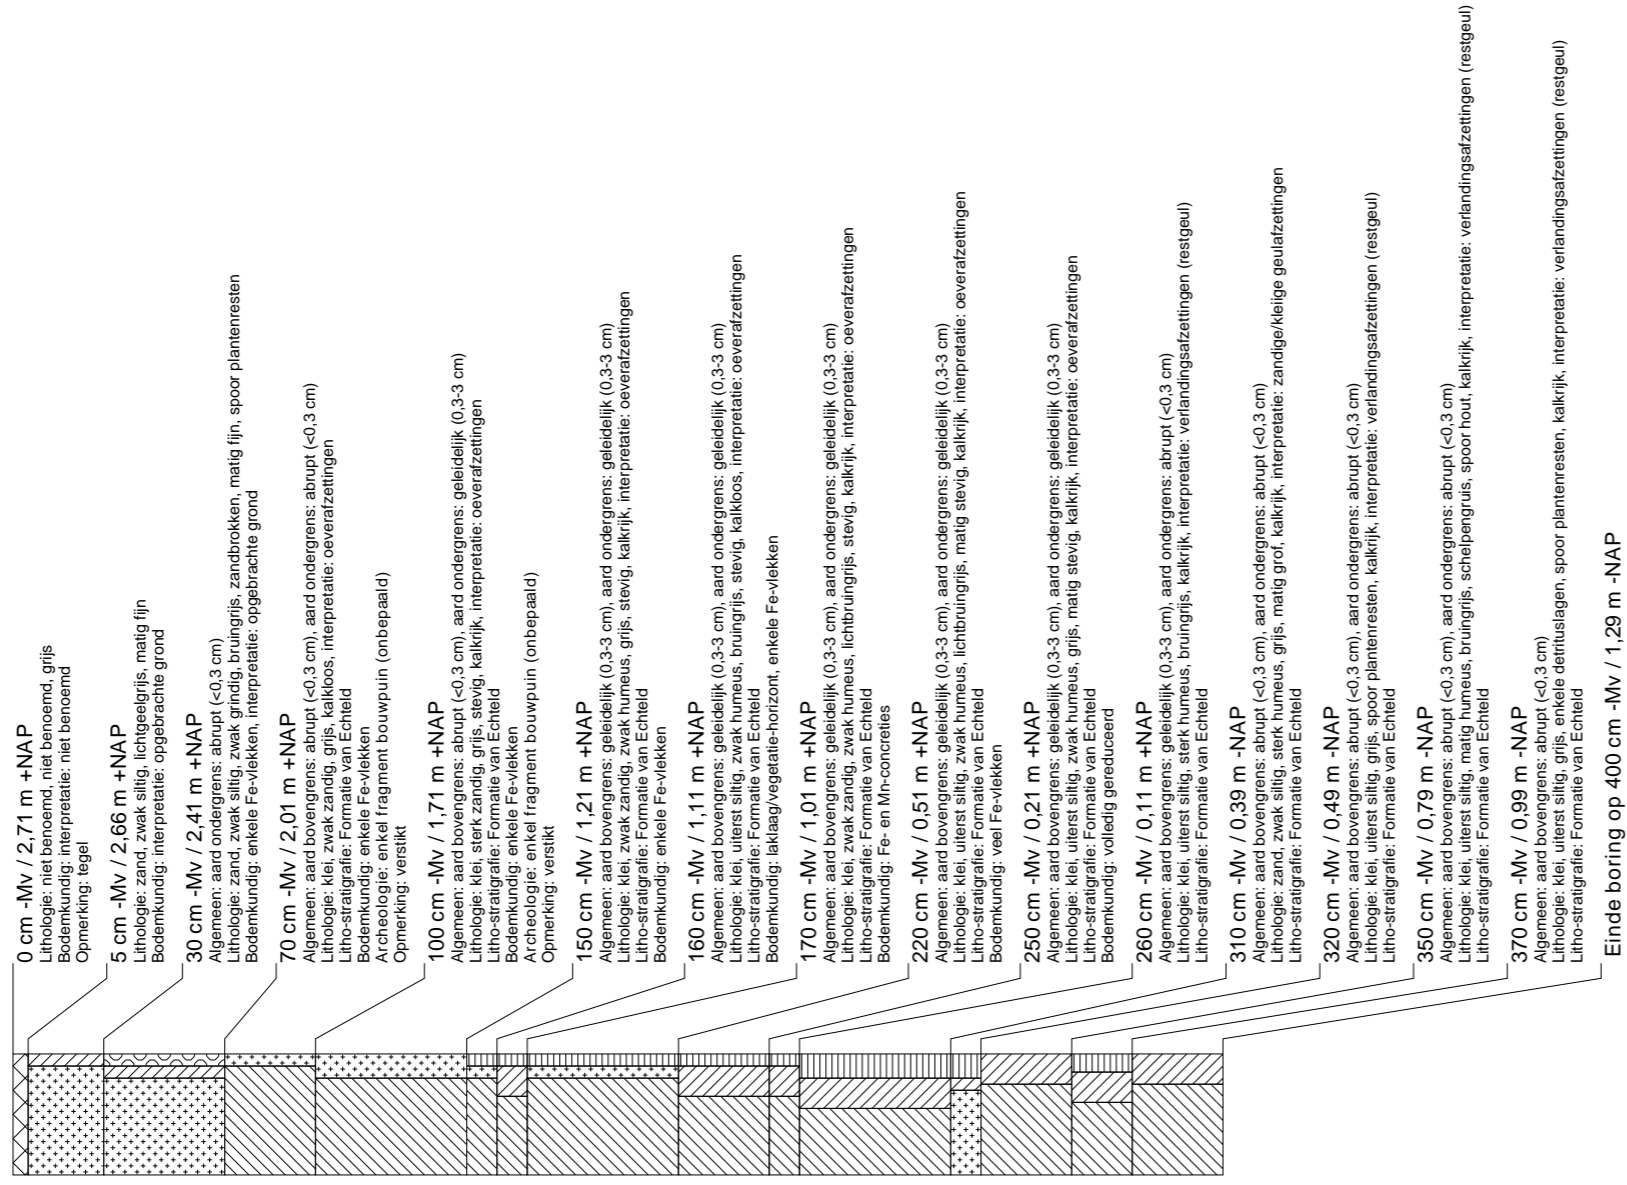 0 cm -Mv / 2,71 m +NAP
Lithologie: niet benoemd, niet benoemd, grijs
Bodemkundig: interpretatie: niet benoemd
Opmerking: tegel
5 cm -Mv / 2,66 m +NAP
Lithologie: zand, zwak siltig, lichtgeelgrijs, matig fijn
Bodemkundig: interpretatie: opgebrachte grond
30 cm -Mv / 2,41 m +NAP
Algemeen: aard ondergrens: abrupt (<0,3 cm)
Lithologie: zand, zwak siltig, zwak grindig, bruingrijs, zandbrokken, matig fijn, spoor plantenresten
Bodemkundig: enkele Fe-vlekken, interpretatie: opgebrachte grond
70 cm -Mv / 2,01 m +NAP
Algemeen: aard bovengrens: abrupt (<0,3 cm), aard ondergrens: abrupt (<0,3 cm)
Lithologie: klei, zwak zandig, grijs, kalkloos, interpretatie: oeverafzettingen
Litho-stratigrafie: Formatie van Echteld
Bodemkundig: enkele Fe-vlekken
Archeologie: enkel fragment bouwpuin (onbepaald)
Opmerking: verstikt
100 cm -Mv / 1,71 m +NAP
Algemeen: aard bovengrens: abrupt (<0,3 cm), aard ondergrens: geleidelijk (0,3-3 cm)
Lithologie: klei, sterk zandig, grijs, stevig, kalkrijk, interpretatie: oeverafzettingen
Litho-stratigrafie: Formatie van Echteld
Bodemkundig: enkele Fe-vlekken
Archeologie: enkel fragment bouwpuin (onbepaald)
Opmerking: verstikt
150 cm -Mv / 1,21 m +NAP
Algemeen: aard bovengrens: geleidelijk (0,3-3 cm), aard ondergrens: geleidelijk (0,3-3 cm)
Lithologie: klei, zwak zandig, zwak humeus, grijs, stevig, kalkrijk, interpretatie: oeverafzettingen
Litho-stratigrafie: Formatie van Echteld
Bodemkundig: enkele Fe-vlekken
160 cm -Mv / 1,11 m +NAP
Algemeen: aard bovengrens: geleidelijk (0,3-3 cm), aard ondergrens: geleidelijk (0,3-3 cm)
Lithologie: klei, uiterst siltig, zwak humeus, bruingrijs, stevig, kalkloos, interpretatie: oeverafzettingen
Litho-stratigrafie: Formatie van Echteld
Bodemkundig: laklaag/vegetatie-horizont, enkele Fe-vlekken
170 cm -Mv / 1,01 m +NAP
Algemeen: aard bovengrens: geleidelijk (0,3-3 cm), aard ondergrens: geleidelijk (0,3-3 cm)
Lithologie: klei, zwak zandig, zwak humeus, lichtbruingrijs, stevig, kalkrijk, interpretatie: oeverafzettingen
Litho-stratigrafie: Formatie van Echteld
Bodemkundig: Fe- en Mn-concreties
220 cm -Mv / 0,51 m +NAP
Algemeen: aard bovengrens: geleidelijk (0,3-3 cm), aard ondergrens: geleidelijk (0,3-3 cm)
Lithologie: klei, uiterst siltig, zwak humeus, lichtbruingrijs, matig stevig, kalkrijk, interpretatie: oeverafzettingen
Litho-stratigrafie: Formatie van Echteld
Bodemkundig: veel Fe-vlekken
250 cm -Mv / 0,21 m +NAP
Algemeen: aard bovengrens: geleidelijk (0,3-3 cm), aard ondergrens: abrupt (<0,3 cm)
Lithologie: klei, uiterst siltig, zwak humeus, grijs, matig stevig, kalkrijk, interpretatie: oeverafzettingen
Litho-stratigrafie: Formatie van Echteld
Bodemkundig: volledig gereduceerd
260 cm -Mv / 0,11 m +NAP
Algemeen: aard bovengrens: geleidelijk (0,3-3 cm), aard ondergrens: abrupt (<0,3 cm)
Lithologie: klei, uiterst siltig, sterk humeus, bruingrijs, kalkrijk, interpretatie: verlandingsafzettingen (restgeul)
Litho-stratigrafie: Formatie van Echteld
310 cm -Mv / 0,39 m -NAP
Algemeen: aard bovengrens: abrupt (<0,3 cm), aard ondergrens: abrupt (<0,3 cm)
Lithologie: zand, zwak siltig, sterk humeus, grijs, matig grof, kalkrijk, interpretatie: zandige/kleiige geulafzettingen
Litho-stratigrafie: Formatie van Echteld
320 cm -Mv / 0,49 m -NAP
Algemeen: aard bovengrens: abrupt (<0,3 cm), aard ondergrens: abrupt (<0,3 cm)
Lithologie: klei, uiterst siltig, grijs, spoor plantenresten, kalkrijk, interpretatie: verlandingsafzettingen (restgeul)
Litho-stratigrafie: Formatie van Echteld
350 cm -Mv / 0,79 m -NAP
Algemeen: aard bovengrens: abrupt (<0,3 cm), aard ondergrens: abrupt (<0,3 cm)
Lithologie: klei, uiterst siltig, matig humeus, bruingrijs, schelpengruis, spoor hout, kalkrijk, interpretatie: verlandingsafzettingen (restgeul)
Litho-stratigrafie: Formatie van Echteld
370 cm -Mv / 0,99 m -NAP
Algemeen: aard bovengrens: abrupt (<0,3 cm)
Lithologie: klei, uiterst siltig, grijs, enkele detrituslagen, spoor plantenresten, kalkrijk, interpretatie: verlandingsafzettingen (restgeul)
Litho-stratigrafie: Formatie van Echteld
Einde boring op 400 cm -Mv / 1,29 m -NAP